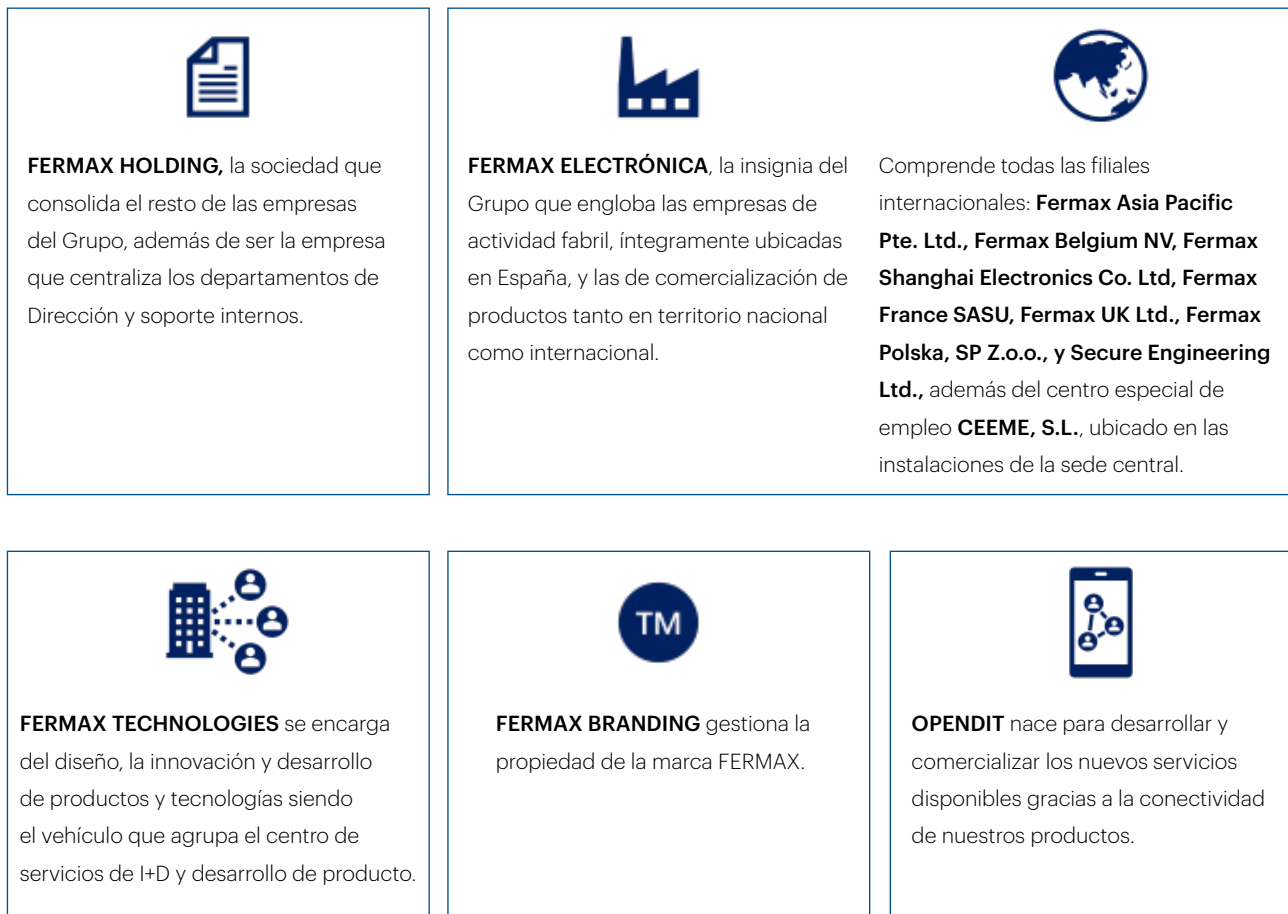 FERMAX HOLDING, la sociedad que
consolida el resto de las empresas
del Grupo, además de ser la empresa
que centraliza los departamentos de
Dirección y soporte internos.
FERMAX ELECTRÓNICA, la insignia del
Grupo que engloba las empresas de
actividad fabril, íntegramente ubicadas
en España, y las de comercialización de
productos tanto en territorio nacional
como internacional.
Comprende todas las filiales
internacionales: Fermax Asia Pacific
Pte. Ltd., Fermax Belgium NV, Fermax
Shanghai Electronics Co. Ltd, Fermax
France SASU, Fermax UK Ltd., Fermax
Polska, SP Z.o.o., y Secure Engineering
Ltd., además del centro especial de
empleo CEEME, S.L., ubicado en las
instalaciones de la sede central.
FERMAX TECHNOLOGIES se encarga
del diseño, la innovación y desarrollo
de productos y tecnologías siendo
el vehículo que agrupa el centro de
servicios de I+D y desarrollo de producto.
TM
FERMAX BRANDING gestiona la
propiedad de la marca FERMAX.
OPENDIT nace para desarrollar y
comercializar los nuevos servicios
disponibles gracias a la conectividad
de nuestros productos.